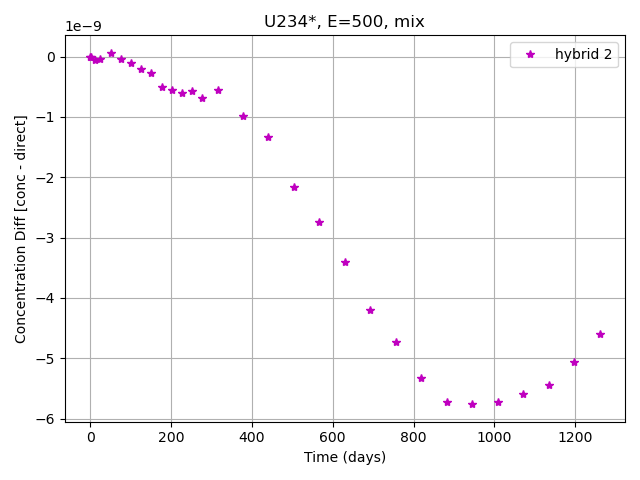 U234*, E=500, mix
1e−9
hybrid 2
0
−1
−2
−3
−4
−5
−6
Concentration Diff [conc - direct]
0 200 400 600 800 1000 1200
Time (days)